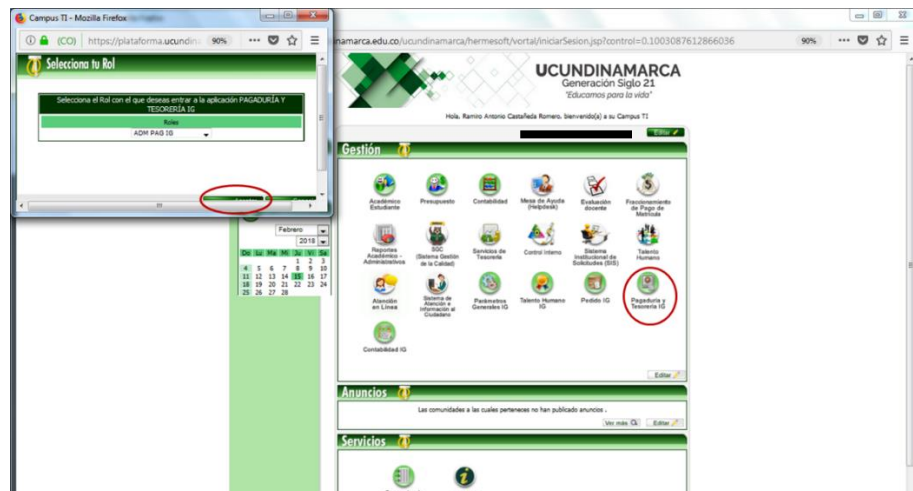 Campus TI - Mozilla Firefox
(CO) https://plataforma.ucundin 90%
Selecciona tu Rol
Selecciona el Rol con el que deseas entrar a la aplicación PAGADURÍA Y
TESORERÍA IG
Roles
ADM PAG IG
namarca.edu.co/ucundinamarca/hermesoft/vortal/iniciarSesion.jsp?control=0.1003087612866036 90%
UCUNDINAMARCA
Generación Siglo 21
"Educamos para la vida"
Hola, Ramiro Antonio Castañeda Romero, bienvenido(a) a su Campus TI
Editar
Gestión
Académico Estudiante
Presupuesto
Contabilidad
Mesa de Ayuda (Helpdesk)
Evaluación docente
Fraccionamiento de Pago de Matrícula
Reportes Académico - Administrativos
SGC (Sistema Gestión de la Calidad)
Servicios de Tesorería
Control Interno
Sistema Institucional de Solicitudes (SIS)
Talento Humano
Atención en Línea
Sistema de Atención e Información al Ciudadano
Parámetros Generales IG
Talento Humano IG
Pedido IG
Pagaduría y Tesorería IG
Contabilidad IG
Editar
Febrero
2018
Do Lu Ma Mi Ju Vi Sa
1 2 3
4 5 6 7 8 9 10
11 12 13 14 15 16 17
18 19 20 21 22 23 24
25 26 27 28
Anuncios
Las comunidades a las cuales perteneces no han publicado anuncios .
Ver más Editar
Servicios